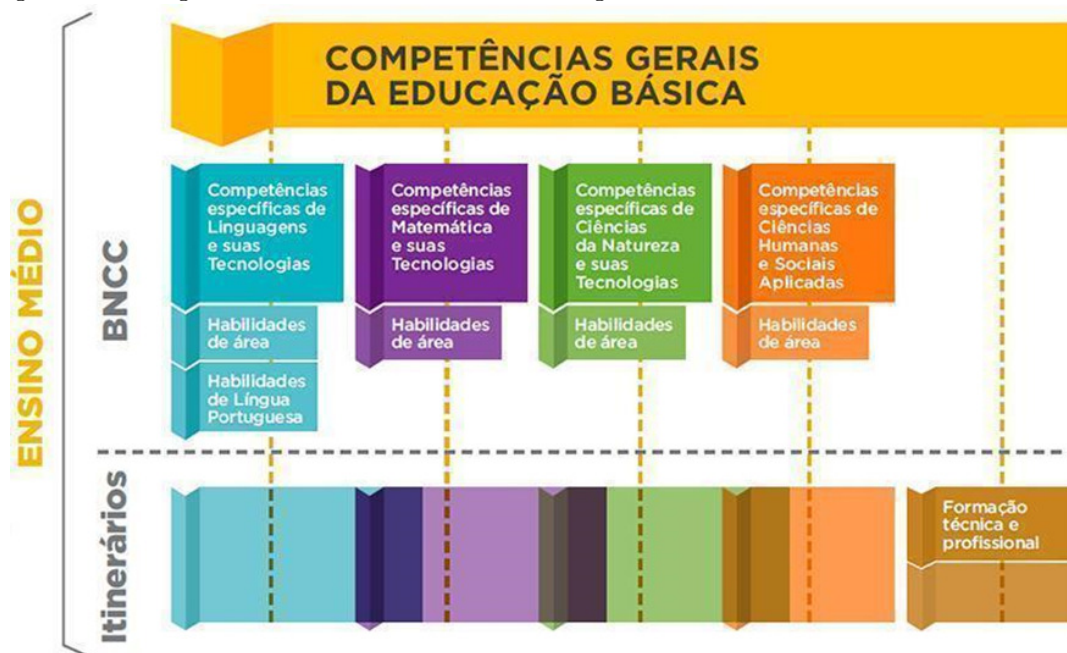 COMPETÊNCIAS GERAIS
DA EDUCAÇÃO BÁSICA
ENSINO MÉDIO
BNCC
Competências
específicas de
Linguagens
e suas
Tecnologias
Habilidades
de área
Habilidades
de Língua
Portuguesa
Competências
específicas de
Matemática
e suas
Tecnologias
Habilidades
de área
Competências
específicas de
Ciências
da Natureza
e suas
Tecnologias
Habilidades
de área
Competências
específicas de
Ciências
Humanas
e Sociais
Aplicadas
Habilidades
de área
Itinerários
Formação
técnica e
profissional